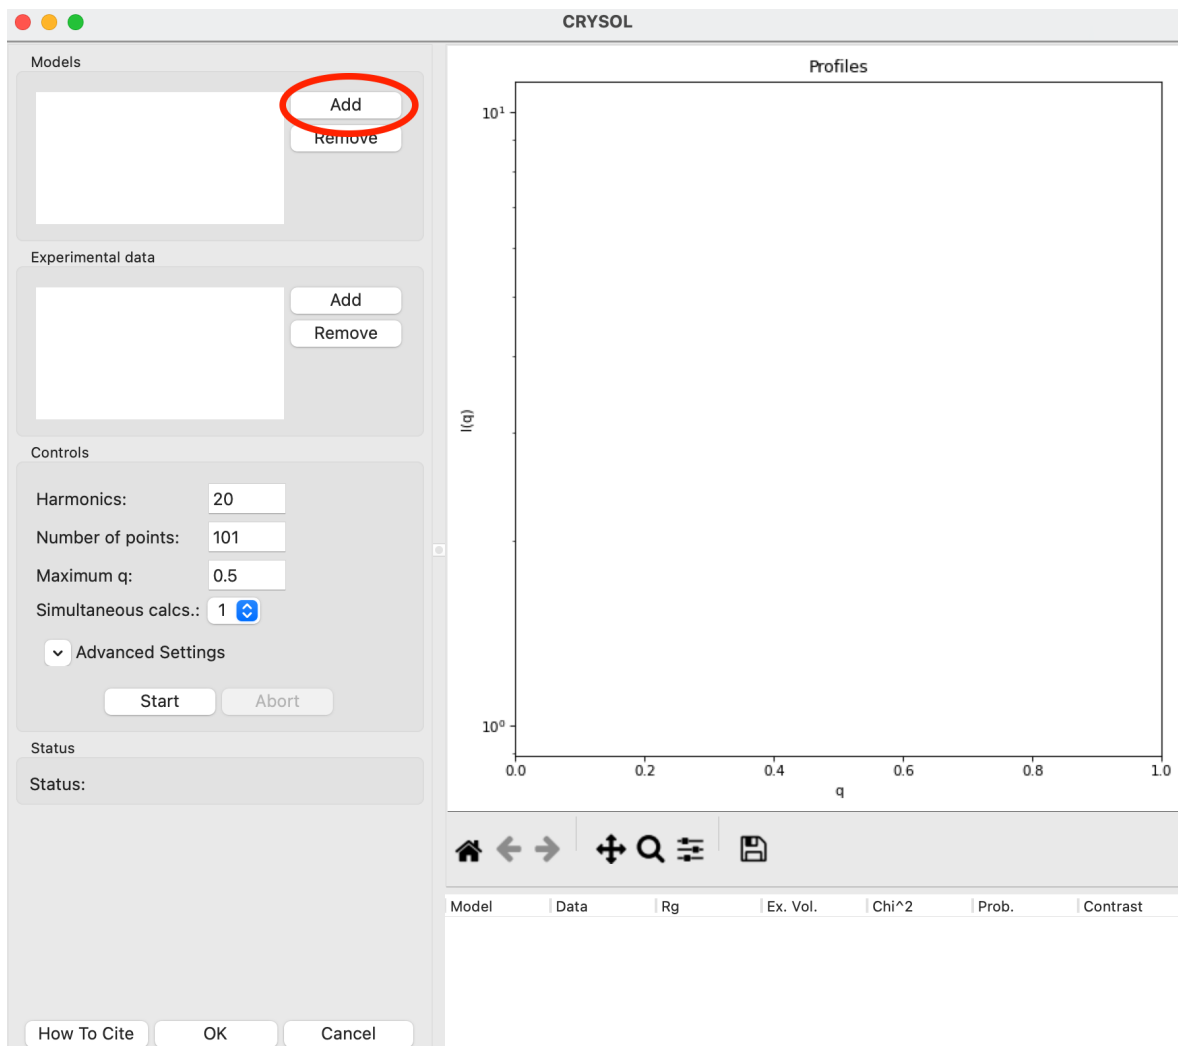 CRYSOL
Models
Add
Remove
Experimental data
Add
Remove
Controls
Harmonics: 20
Number of points: 101
Maximum q: 0.5
Simultaneous calcs.: 1
Advanced Settings
Start Abort
Status
Status:
How To Cite OK Cancel
Profiles
10¹
I(q)
10⁰
0.0 0.2 0.4 0.6 0.8 1.0
q
Model Data Rg Ex. Vol. Chi^2 Prob. Contrast